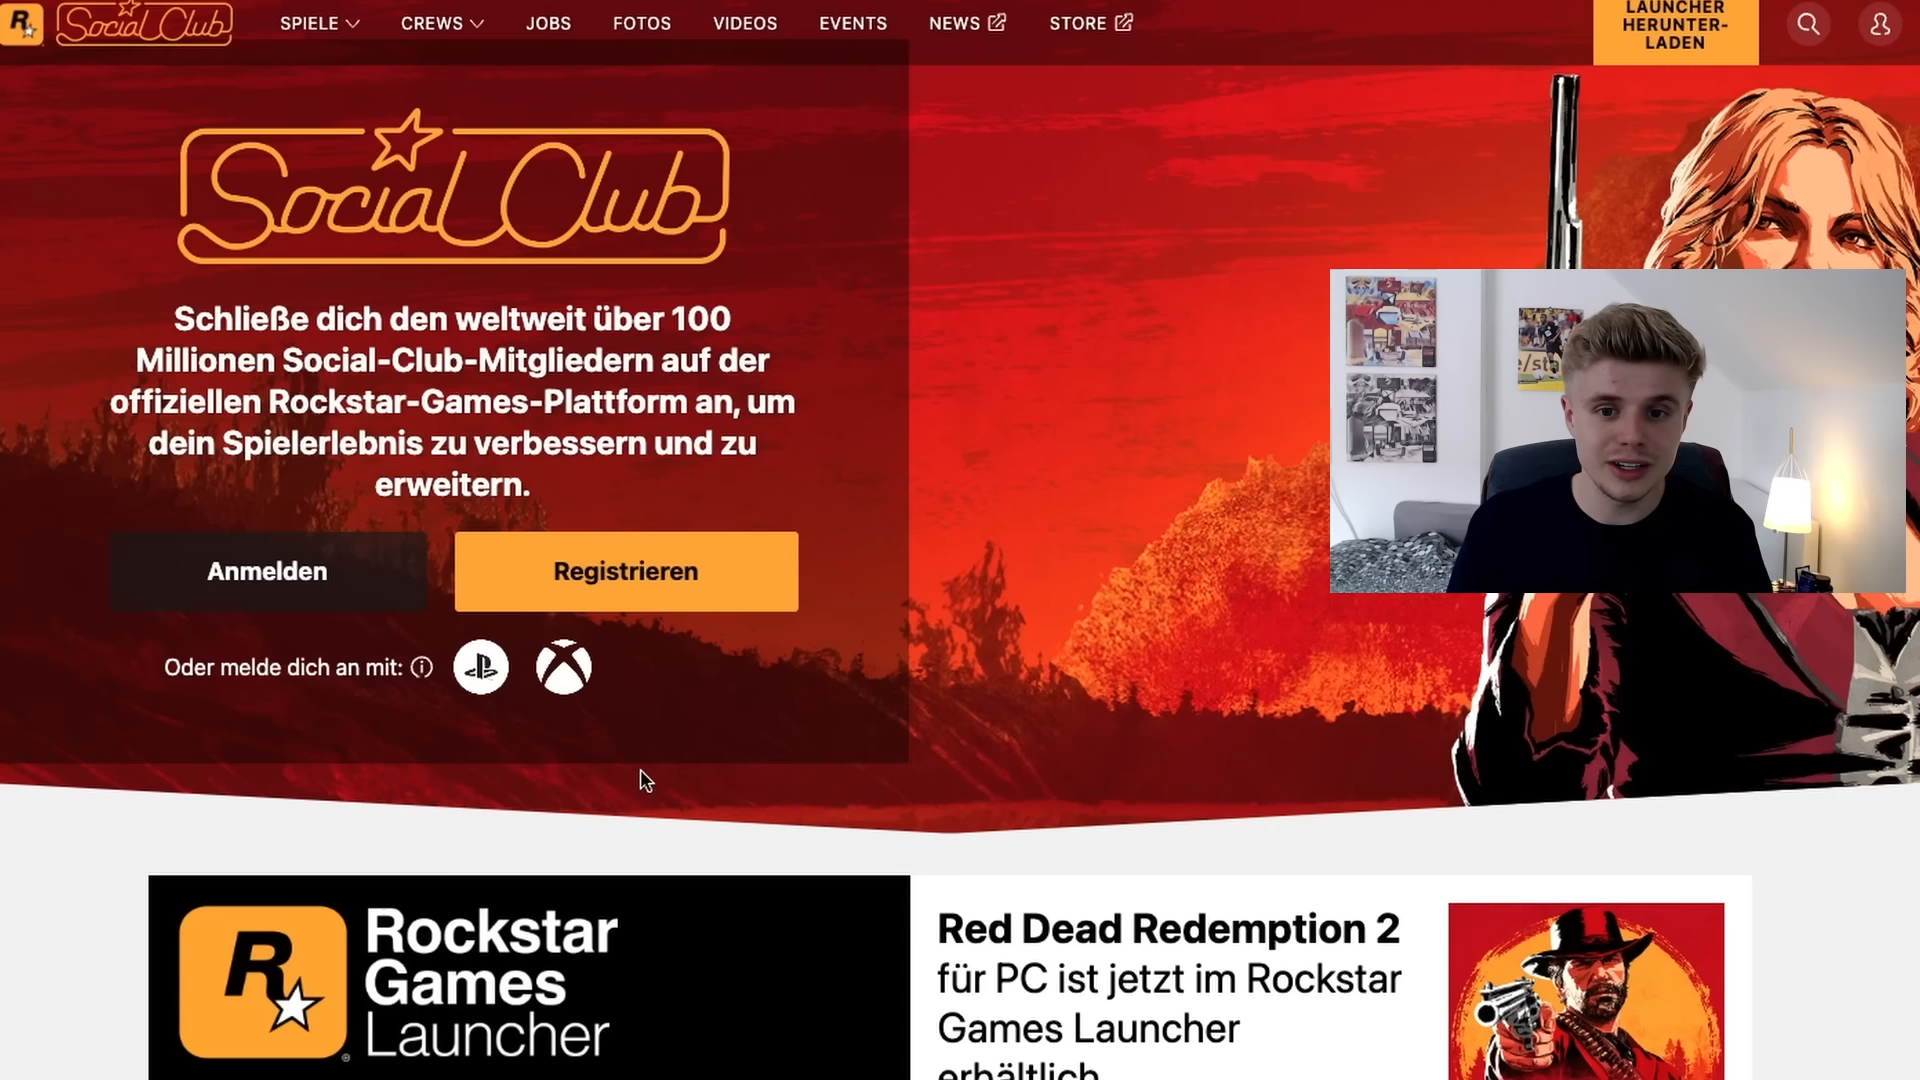 Social Club
SPIELE
CREWS
JOBS
FOTOS
VIDEOS
EVENTS
NEWS
STORE
LAUNCHER
HERUNTER-
LADEN
Social Club
Schließe dich den weltweit über 100
Millionen Social-Club-Mitgliedern auf der
offiziellen Rockstar-Games-Plattform an, um
dein Spielerlebnis zu verbessern und zu
erweitern.
Anmelden
Registrieren
Oder melde dich an mit:
R
Rockstar
Games
Launcher
Red Dead Redemption 2
für PC ist jetzt im Rockstar
Games Launcher
erhältlich